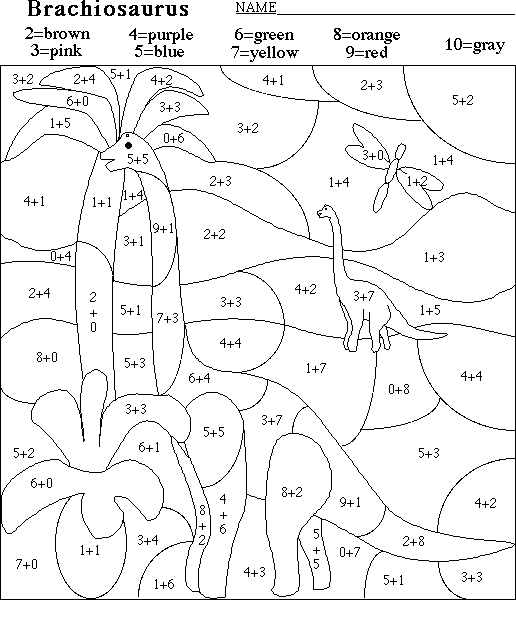 Brachiosaurus NAME
2=brown 4=purple 6=green 8=orange 10=gray
3=pink 5=blue 7=yellow 9=red
3+2 2+4 5+1 4+2 4+1 2+3
6+0 3+3 5+2
1+5 0+6 3+2
5+5 3+0 1+4
2+3 1+4 1+2
4+1 1+1 1+4
3+1 9+1 2+2
0+4 1+3
2+4 2+0 5+1 7+3 3+3 4+2 3+7 1+5
4+4
8+0 5+3 6+4 1+7 0+8 4+4
3+3 3+7
5+5
5+2 6+1 5+3
6+0 8+2 4+6 8+2 9+1 4+2
7+0 1+1 3+4 5+5 0+7 2+8
1+6 4+3 5+1 3+3